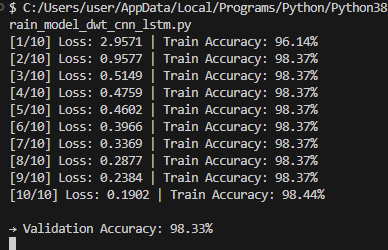 $ C:/Users/user/AppData/Local/Programs/Python/Python38
rain_model_dwt_cnn_lstm.py
[1/10] Loss: 2.9571 | Train Accuracy: 96.14%
[2/10] Loss: 0.9577 | Train Accuracy: 98.37%
[3/10] Loss: 0.5149 | Train Accuracy: 98.37%
[4/10] Loss: 0.4759 | Train Accuracy: 98.37%
[5/10] Loss: 0.4602 | Train Accuracy: 98.37%
[6/10] Loss: 0.3966 | Train Accuracy: 98.37%
[7/10] Loss: 0.3369 | Train Accuracy: 98.37%
[8/10] Loss: 0.2877 | Train Accuracy: 98.37%
[9/10] Loss: 0.2384 | Train Accuracy: 98.37%
[10/10] Loss: 0.1902 | Train Accuracy: 98.44%
→ Validation Accuracy: 98.33%